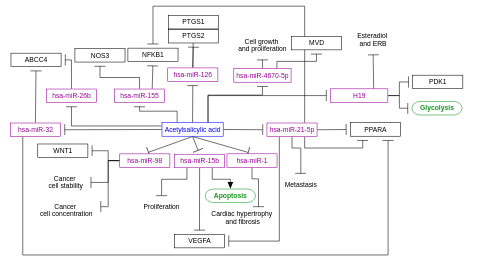 PTGS1
PTGS2
ABCC4
NOS3
NFKB1
Cell growth
and proliferation
MVD
Esteradiol
and ERB
hsa-miR-126
hsa-miR-4670-5p
PDK1
hsa-miR-26b
hsa-miR-155
H19
Glycolysis
hsa-miR-32
Acetylsalicylic acid
hsa-miR-21-5p
PPARA
WNT1
hsa-miR-98
hsa-miR-15b
hsa-miR-1
Cancer
cell stability
Metastasis
Apoptosis
Cancer
cell concentration
Proliferation
Cardiac hypertrophy
and fibrosis
VEGFA